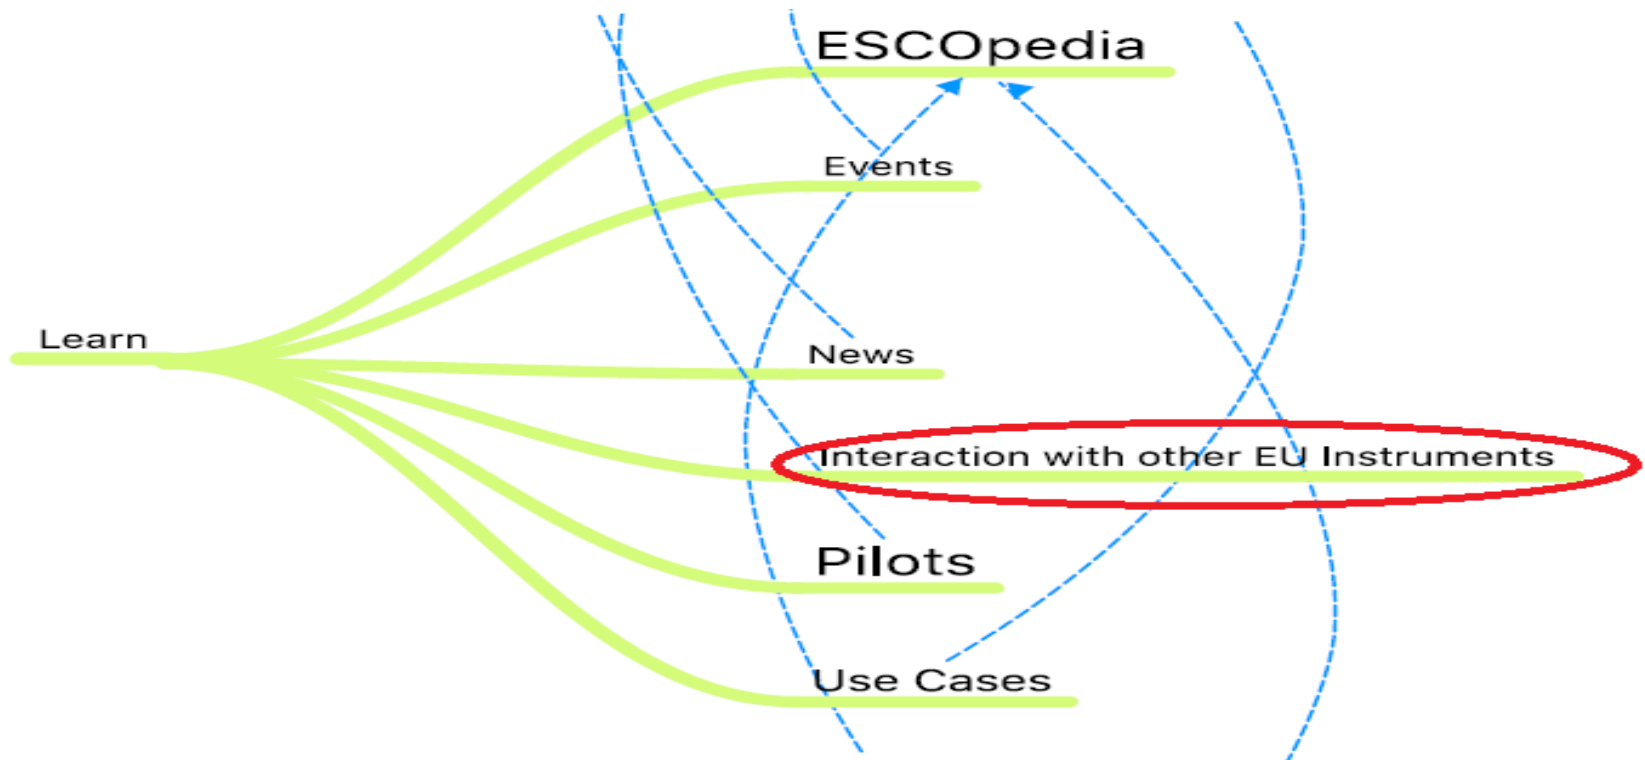 ESCOpedia
Events
Learn
News
Interaction with other EU Instruments
Pilots
Use Cases